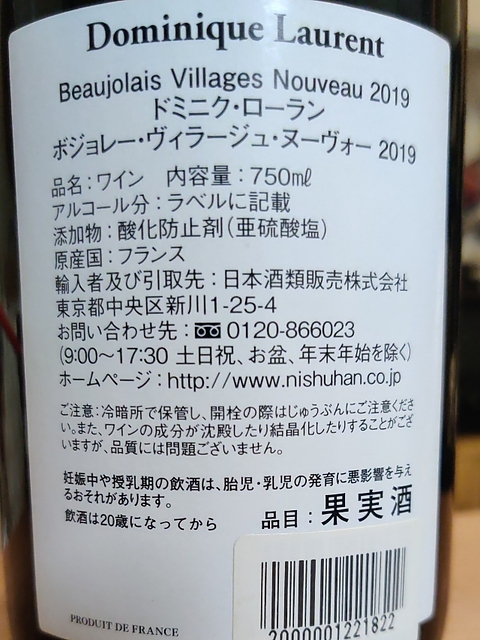 Dominique Laurent
Beaujolais Villages Nouveau 2019
ドミニク・ローラン
ボジョレー・ヴィラージュ・ヌーヴォー 2019
品名：ワイン　内容量：750㎖
アルコール分：ラベルに記載
添加物：酸化防止剤（亜硫酸塩）
原産国：フランス
輸入者及び引取先：日本酒類販売株式会社
東京都中央区新川1-25-4
お問い合わせ先：0120-866023
(9:00~17:30 土日祝、お盆、年末年始を除く)
ホームページ：http://www.nishuhan.co.jp
ご注意：冷暗所で保管し、開栓の際はじゅうぶんにご注意くださ
い。また、ワインの成分が沈殿したり結晶化したりすることがござ
いますが、品質には問題ございません。
妊娠中や授乳期の飲酒は、胎児・乳児の発育に悪影響を与え
るおそれがあります。
飲酒は20歳になってから
品目：果実酒
PRODUIT DE FRANCE
2000001221822